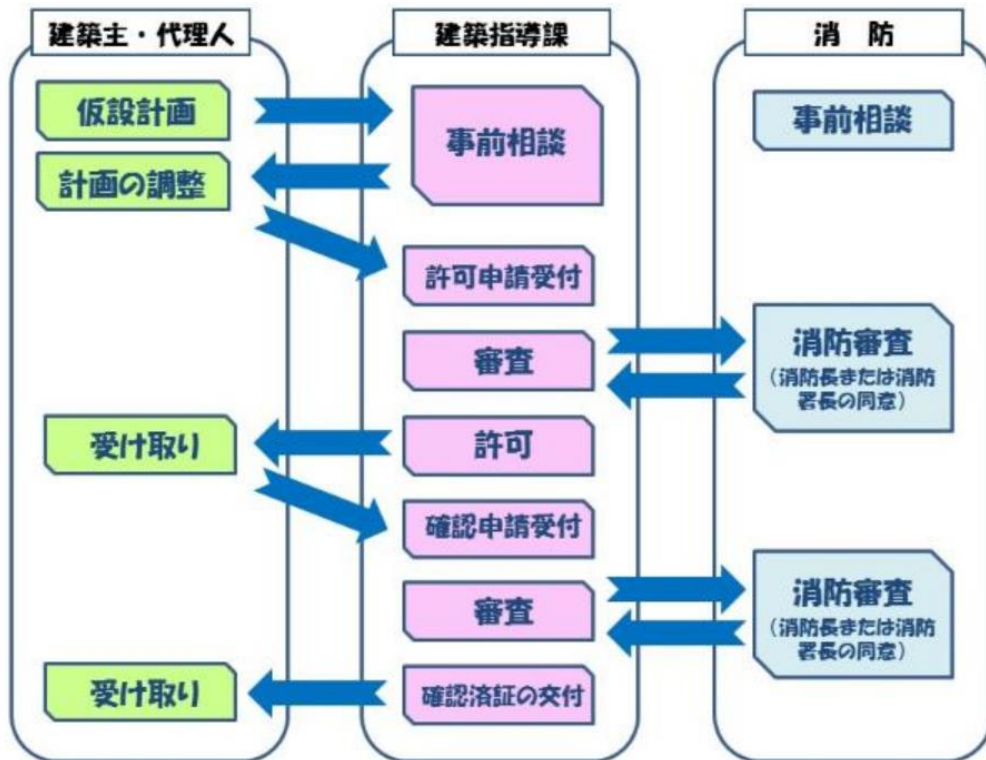 建築主・代理人
建築指導課
消 防
仮設計画
事前相談
事前相談
計画の調整
許可申請受付
審査
消防審査
(消防長または消防
署長の同意)
受け取り
許可
確認申請受付
審査
消防審査
(消防長または消防
署長の同意)
受け取り
確認済証の交付